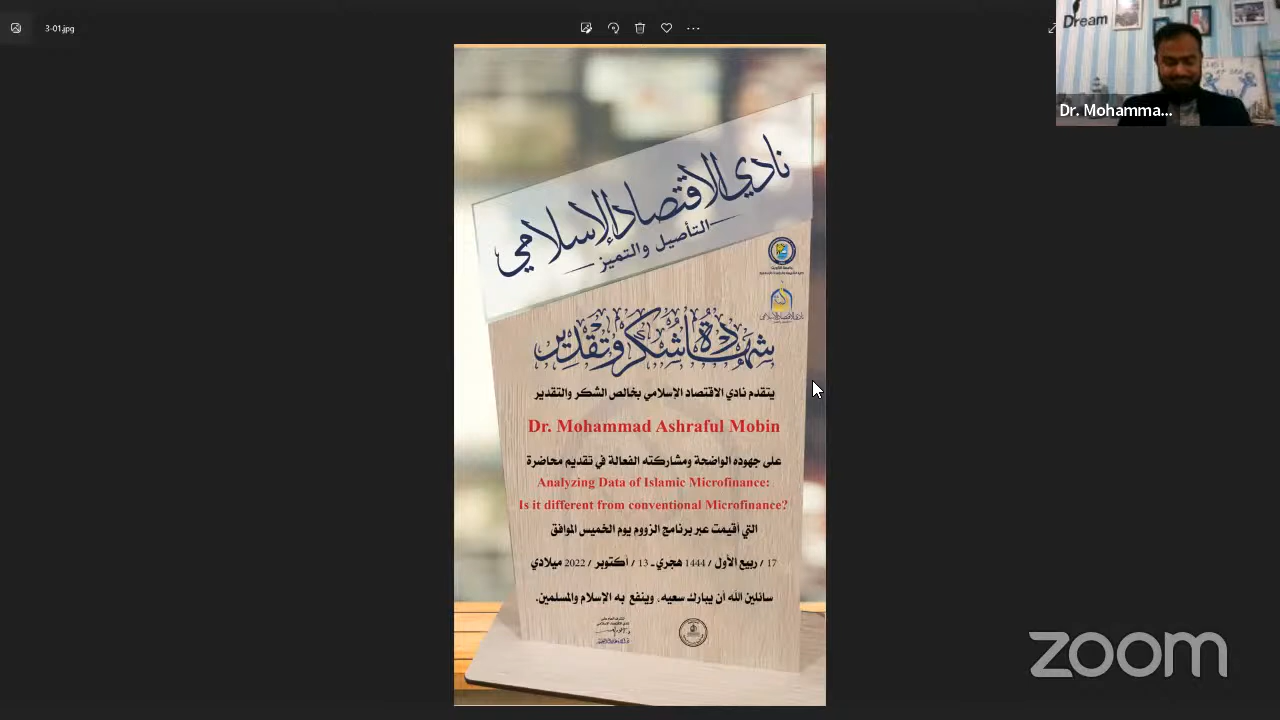 3-01.jpg
Dream
Dr. Mohamma...
نادي الاقتصاد الإسلامي
التأصيل والتميز
نادي الاقتصاد الإسلامي
شهادة شكر وتقدير
يتقدم نادي الاقتصاد الإسلامي بخالص الشكر والتقدير
Dr. Mohammad Ashraful Mobin
على جهوده الواضحة ومشاركته الفعالة في تقديم محاضرة
Analyzing Data of Islamic Microfinance:
Is it different from conventional Microfinance?
التي أقيمت عبر برنامج الزووم يوم الخميس الموافق
17 / ربيع الأول / 1444 هجري - 13 / أكتوبر / 2022 ميلادي
سائلين الله أن يبارك سعيه، وينفع به الإسلام والمسلمين.
zoom